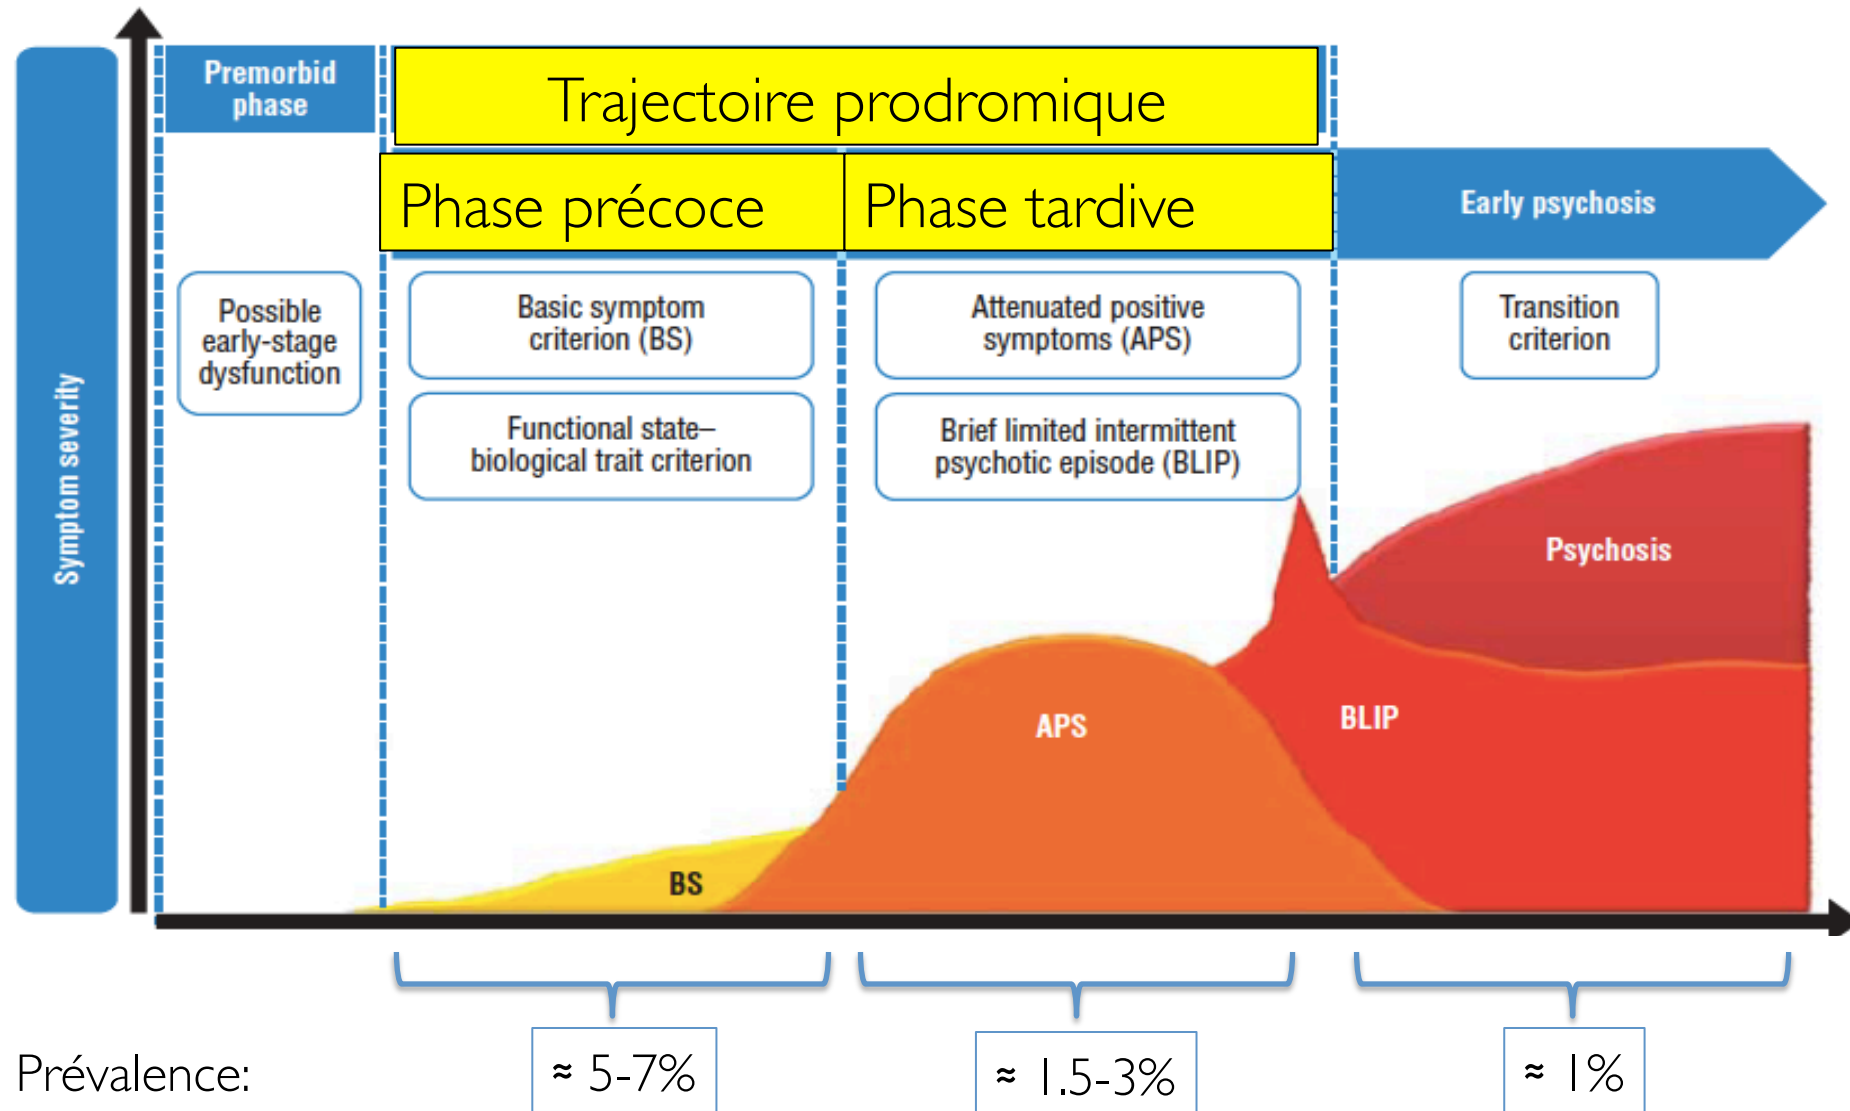 Premorbid
phase
Trajectoire prodromique
Phase précoce
Phase tardive
Early psychosis
Possible
early-stage
dysfunction
Basic symptom
criterion (BS)
Attenuated positive
symptoms (APS)
Transition
criterion
Functional state–
biological trait criterion
Brief limited intermittent
psychotic episode (BLIP)
Symptom severity
Psychosis
BLIP
APS
BS
Prévalence:
≈ 5-7%
≈ 1.5-3%
≈ 1%